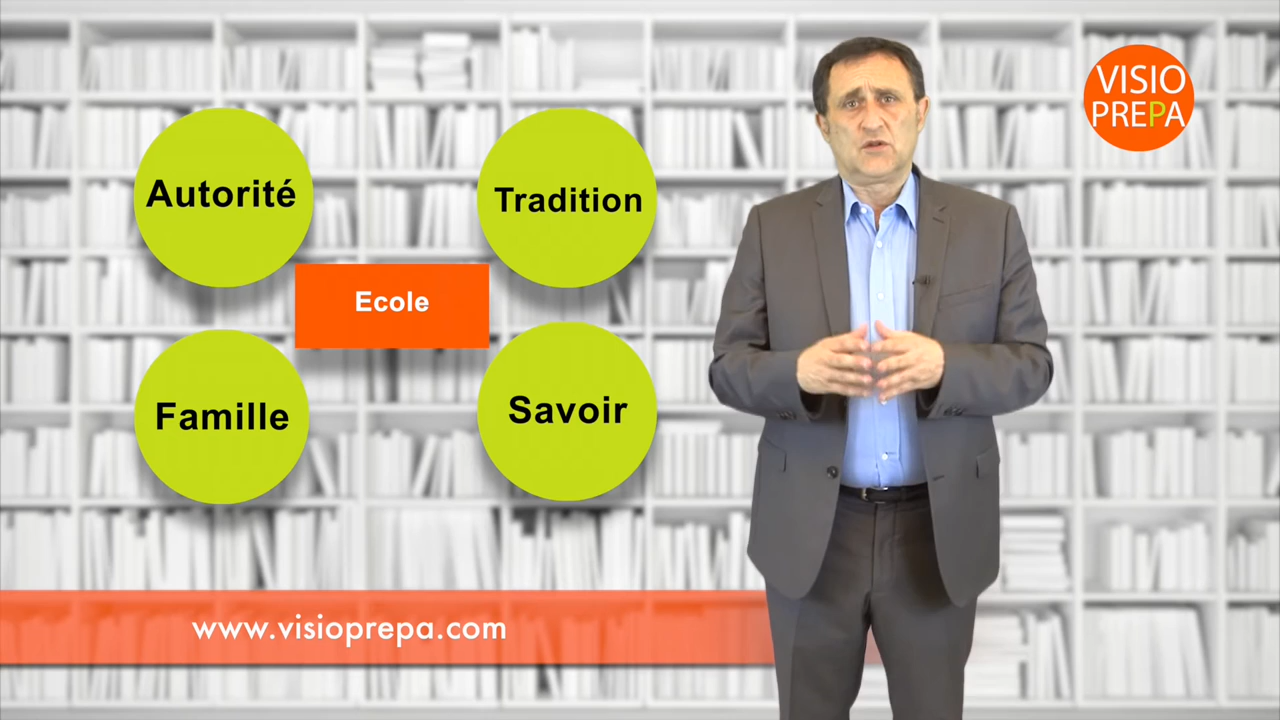 VISIO
PREPA
Autorité
Tradition
Ecole
Famille
Savoir
www.visioprepa.com